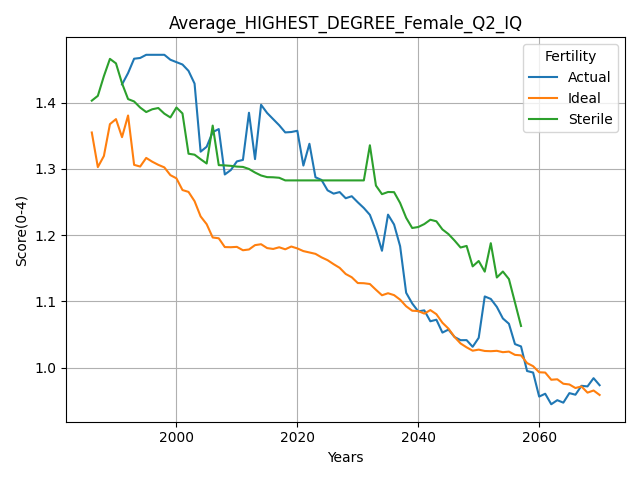 Average_HIGHEST_DEGREE_Female_Q2_IQ
Fertility
Actual
Ideal
Sterile
Score(0-4)
1.4
1.3
1.2
1.1
1.0
2000
2020
2040
2060
Years